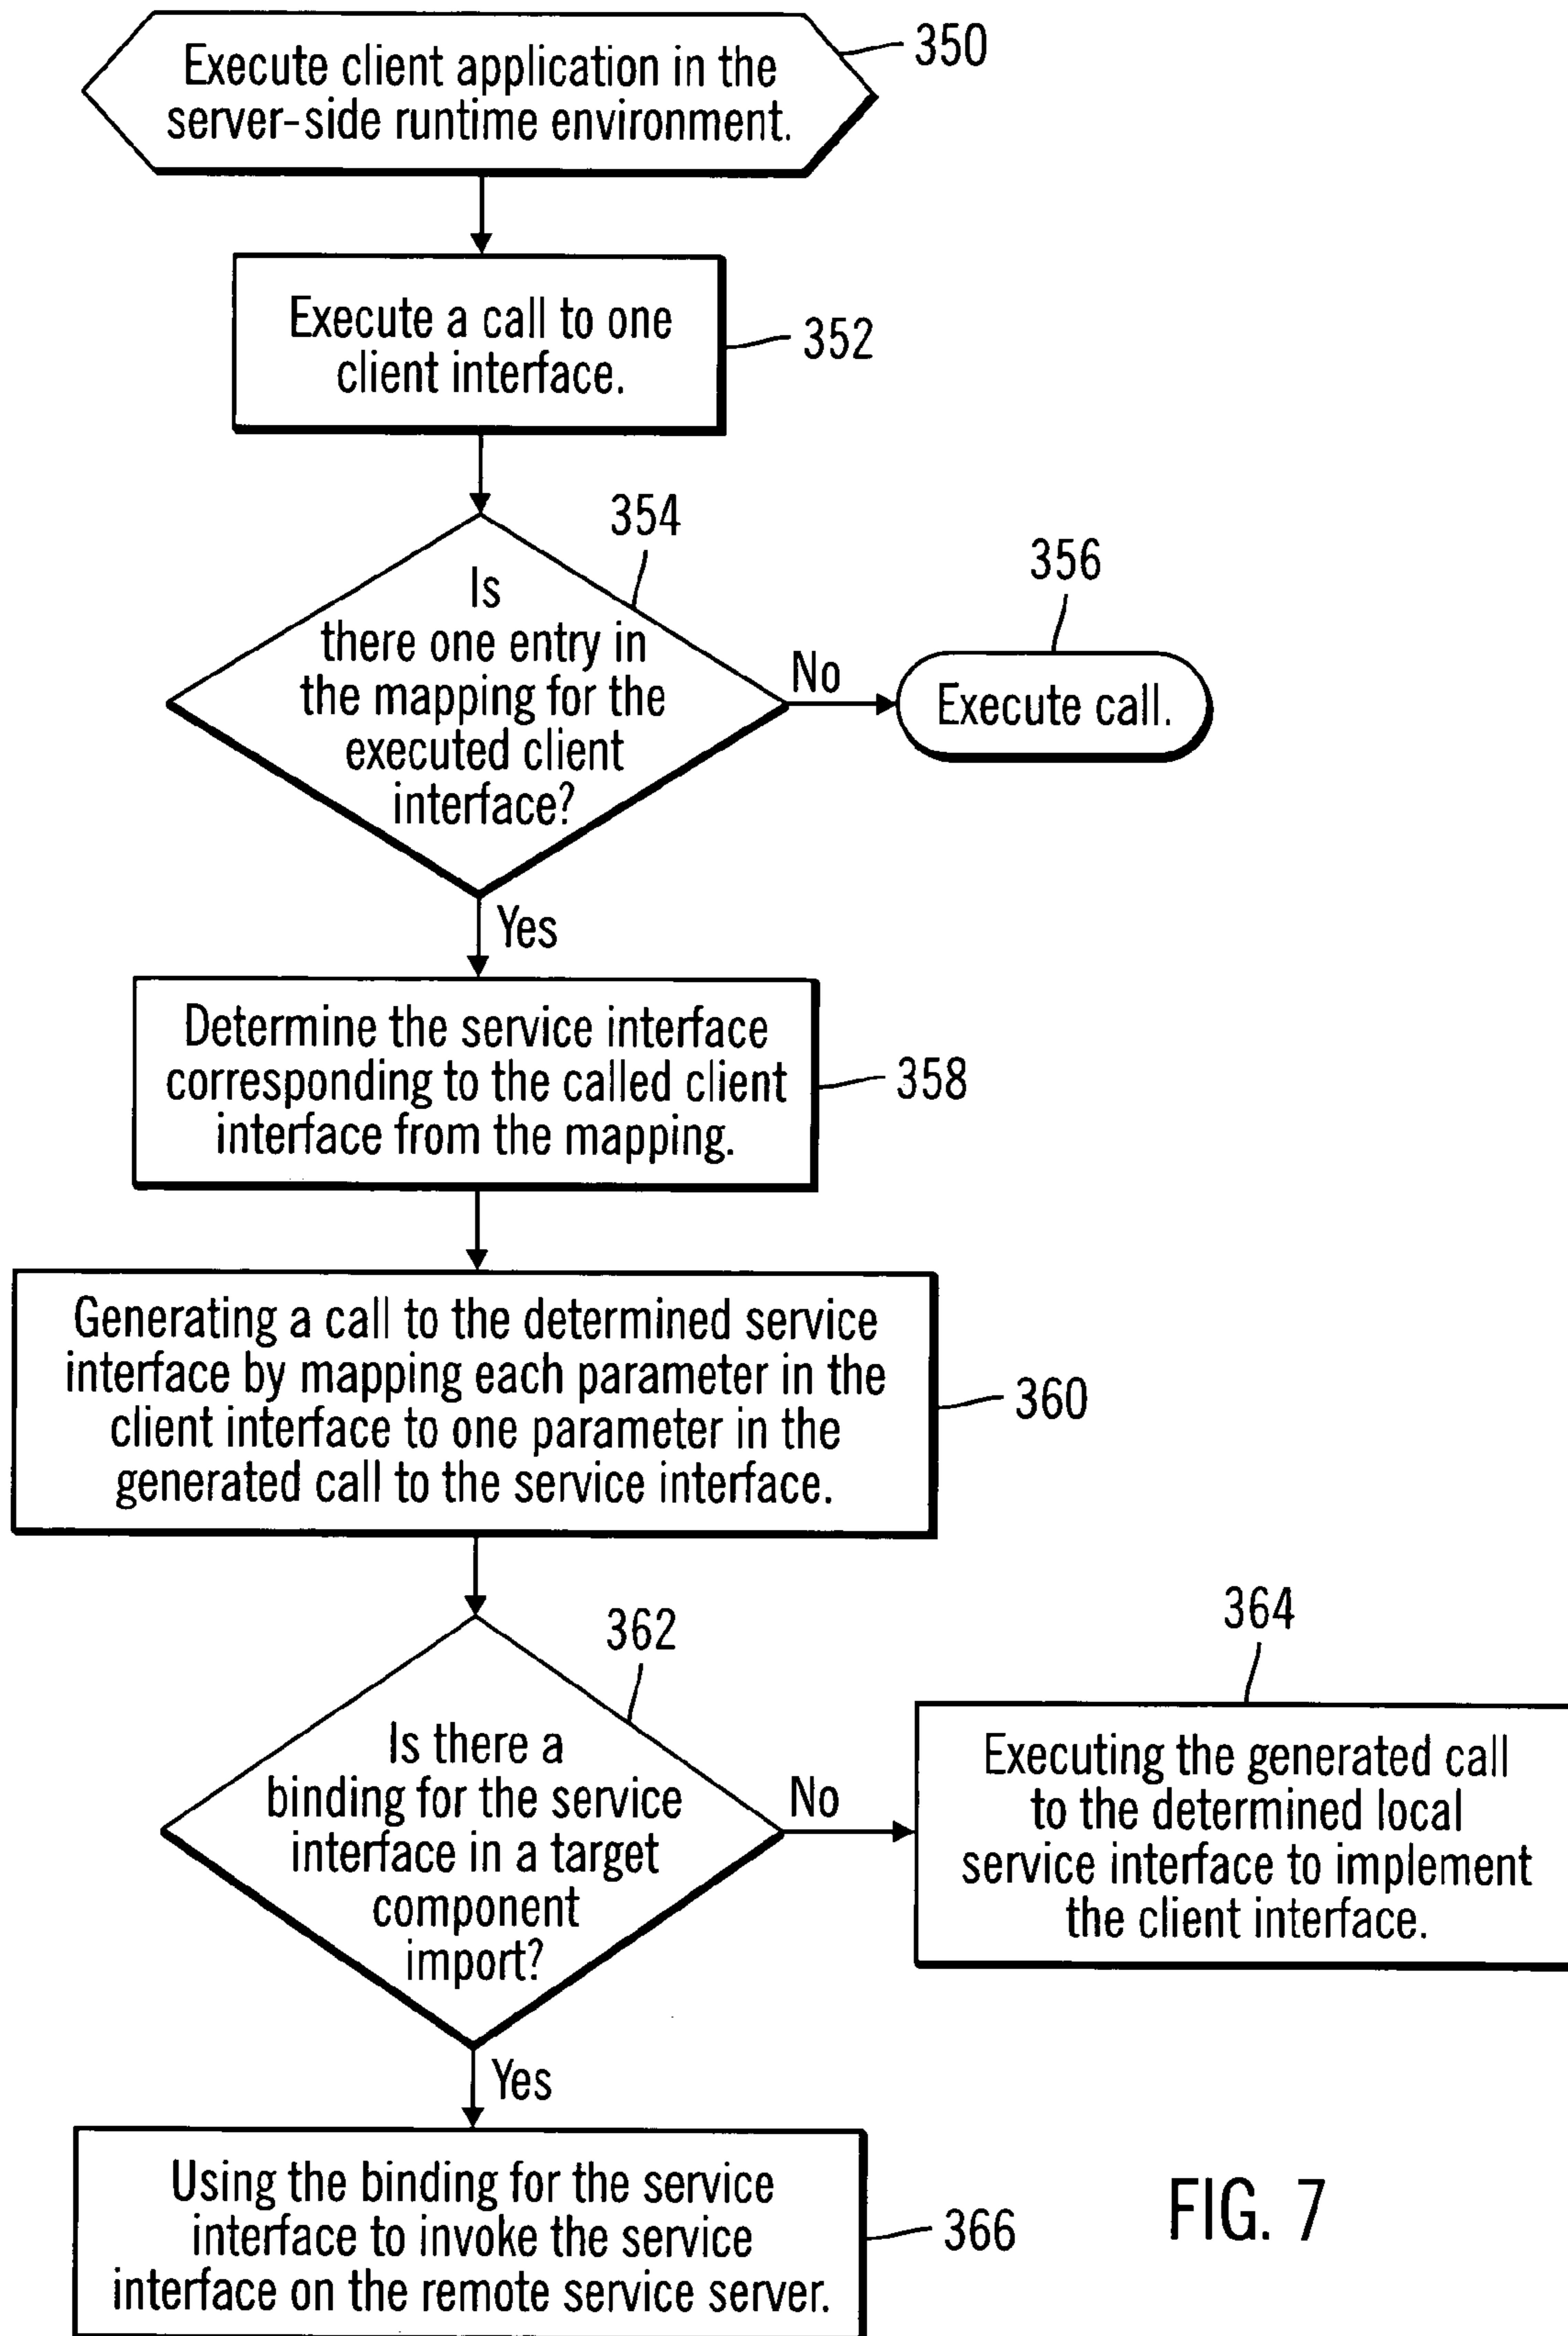 Execute client application in the
server-side runtime environment.
350
Execute a call to one
client interface.
352
354
Is
there one entry in
the mapping for the
executed client
interface?
No
356
Execute call.
Yes
Determine the service interface
corresponding to the called client
interface from the mapping.
358
Generating a call to the determined service
interface by mapping each parameter in the
client interface to one parameter in the
generated call to the service interface.
360
362
Is there a
binding for the service
interface in a target
component
import?
No
364
Executing the generated call
to the determined local
service interface to implement
the client interface.
Yes
Using the binding for the service
interface to invoke the service
interface on the remote service server.
366
FIG. 7